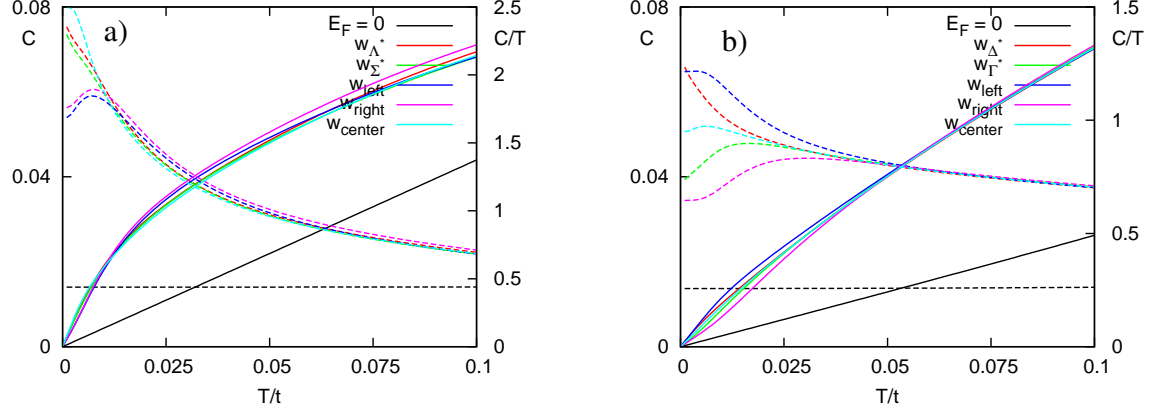 a)
0.08
C
0.04
0
2.5
C/T
2
1.5
1
0.5
0
E_F = 0
w_Λ*
w_Σ*
w_left
w_right
w_center
0 0.025 0.05 0.075 0.1
T/t
b)
0.08
C
0.04
0
1.5
C/T
1
0.5
0
E_F = 0
w_Δ*
w_Γ*
w_left
w_right
w_center
0 0.025 0.05 0.075 0.1
T/t